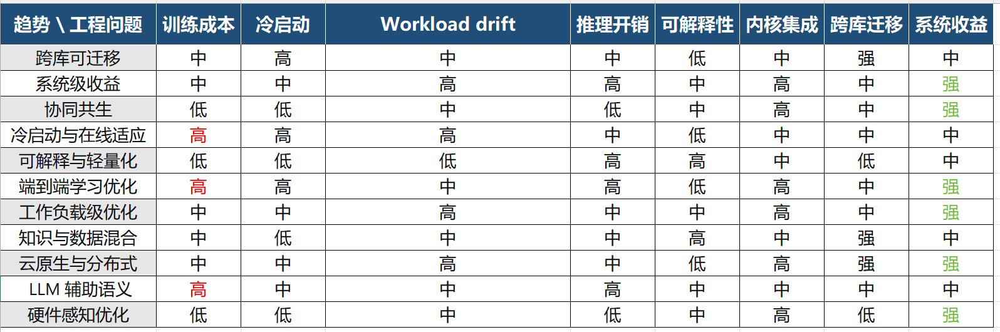 趋势 \ 工程问题 训练成本 冷启动 Workload drift 推理开销 可解释性 内核集成 跨库迁移 系统收益
跨库可迁移 中 高 中 中 低 中 强 中
系统级收益 中 中 高 高 中 高 中 强
协同共生 低 低 中 低 中 高 中 强
冷启动与在线适应 高 高 高 中 低 中 中 中
可解释与轻量化 低 低 低 高 高 中 低 中
端到端学习优化 高 高 中 高 低 高 中 强
工作负载级优化 中 中 高 中 中 高 中 强
知识与数据混合 中 低 中 中 高 中 强 中
云原生与分布式 中 中 高 中 低 高 强 强
LLM 辅助语义 高 中 中 高 中 中 中 中
硬件感知优化 低 低 中 低 中 高 低 强